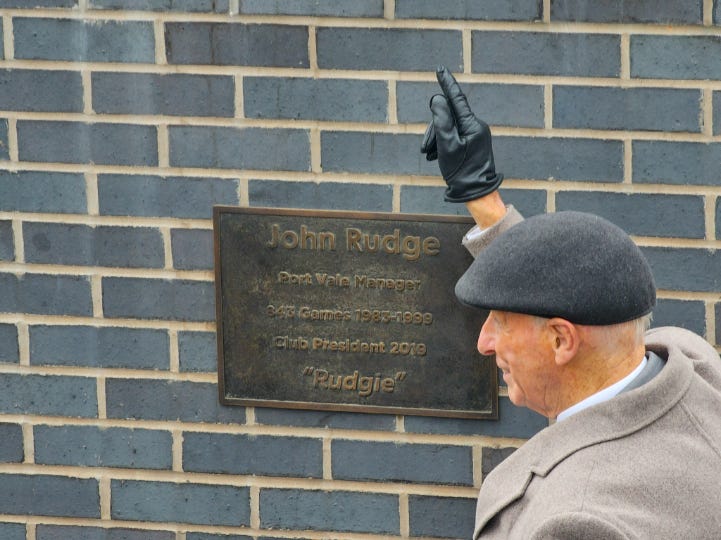 John Rudge
Port Vale Manager
843 Games 1983-1999
Club President 2019
"Rudgie"